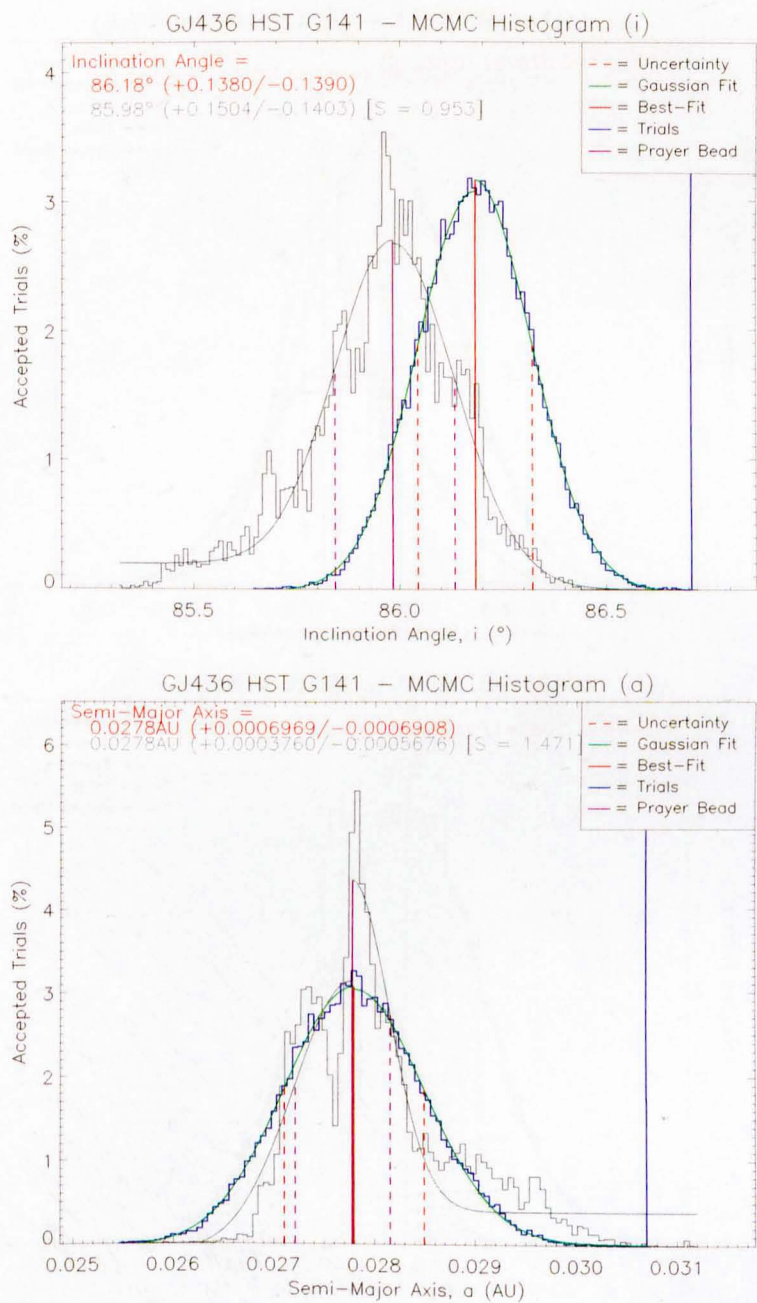 GJ436 HST G141 – MCMC Histogram (i)
Inclination Angle =
86.18° (+0.1380/−0.1390)
85.98° (+0.1504/−0.1403) [S = 0.953]
= Uncertainty
= Gaussian Fit
= Best-Fit
= Trials
= Prayer Bead
4
3
2
1
0
Accepted Trials (%)
85.5 86.0 86.5
Inclination Angle, i (°)
GJ436 HST G141 – MCMC Histogram (a)
Semi-Major Axis =
0.0278AU (+0.0006969/−0.0006908)
0.0278AU (+0.0003760/−0.0005676) [S = 1.471]
= Uncertainty
= Gaussian Fit
= Best-Fit
= Trials
= Prayer Bead
6
5
4
3
2
1
0
Accepted Trials (%)
0.025 0.026 0.027 0.028 0.029 0.030 0.031
Semi-Major Axis, a (AU)